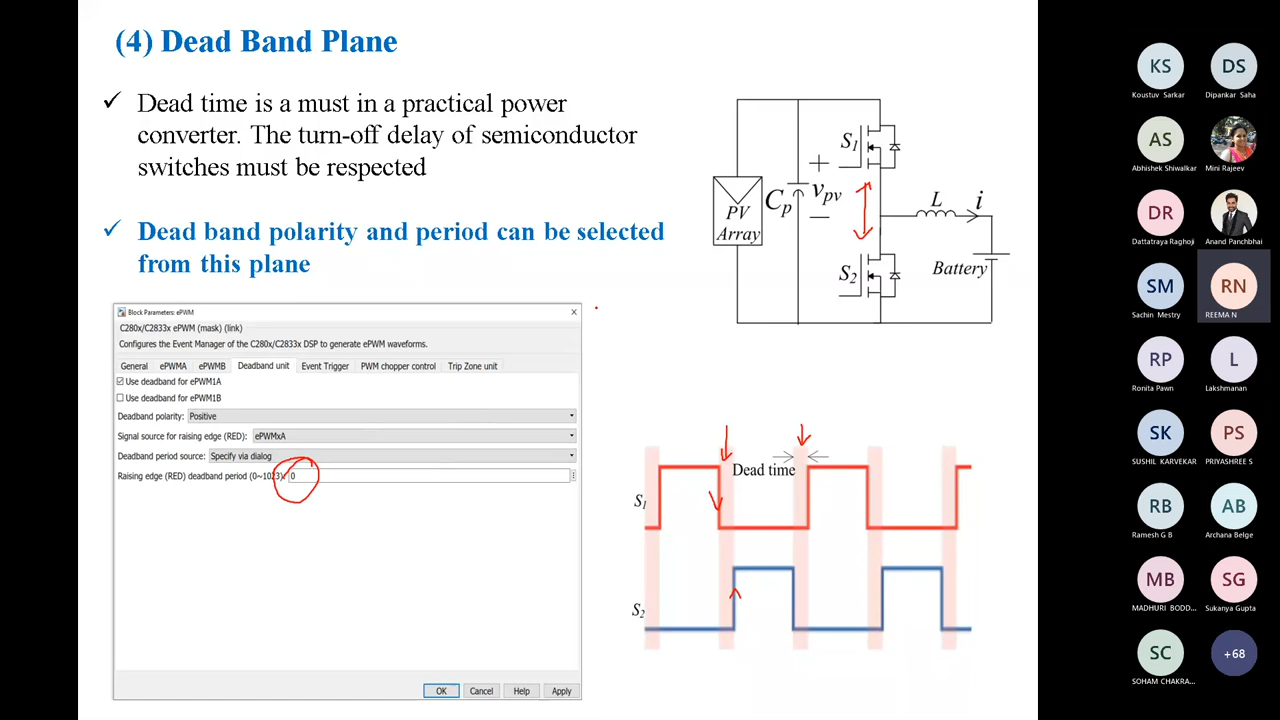 (4) Dead Band Plane
✓ Dead time is a must in a practical power
converter. The turn-off delay of semiconductor
switches must be respected
✓ Dead band polarity and period can be selected
from this plane
Block Parameters: ePWM
C280x/C2833x ePWM (mask) (link)
Configures the Event Manager of the C280x/C2833x DSP to generate ePWM waveforms.
General ePWMA ePWMB Deadband unit Event Trigger PWM chopper control Trip Zone unit
Use deadband for ePWM1A
Use deadband for ePWM1B
Deadband polarity: Positive
Signal source for raising edge (RED): ePWMxA
Deadband period source: Specify via dialog
Raising edge (RED) deadband period (0~1023): 0
OK Cancel Help Apply
S1
+
Cp
vpv
−
PV
Array
L
i
S2
Battery
Dead time
S1
S2
KS
Koustuv Sarkar
DS
Dipankar Saha
AS
Abhishek Shiwalkar
Mini Rajeev
DR
Dattatraya Raghoji
Anand Panchbhai
SM
Sachin Mestry
RN
REEMA N
RP
Ronita Pawn
L
Lakshmanan
SK
SUSHIL KARVEKAR
PS
PRIYASHREE S
RB
Ramesh G B
AB
Archana Belge
MB
MADHURI BODD...
SG
Sukanya Gupta
SC
SOHAM CHAKRA...
+68